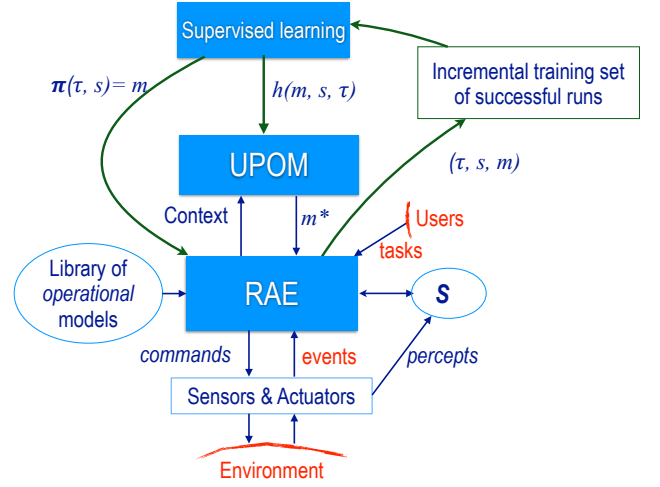 Supervised learning
π(τ, s)= m
h(m, s, τ)
Incremental training set
of successful runs
UPOM
(τ, s, m)
Context
m*
Users
tasks
Library of
operational
models
RAE
S
commands
events
percepts
Sensors & Actuators
Environment